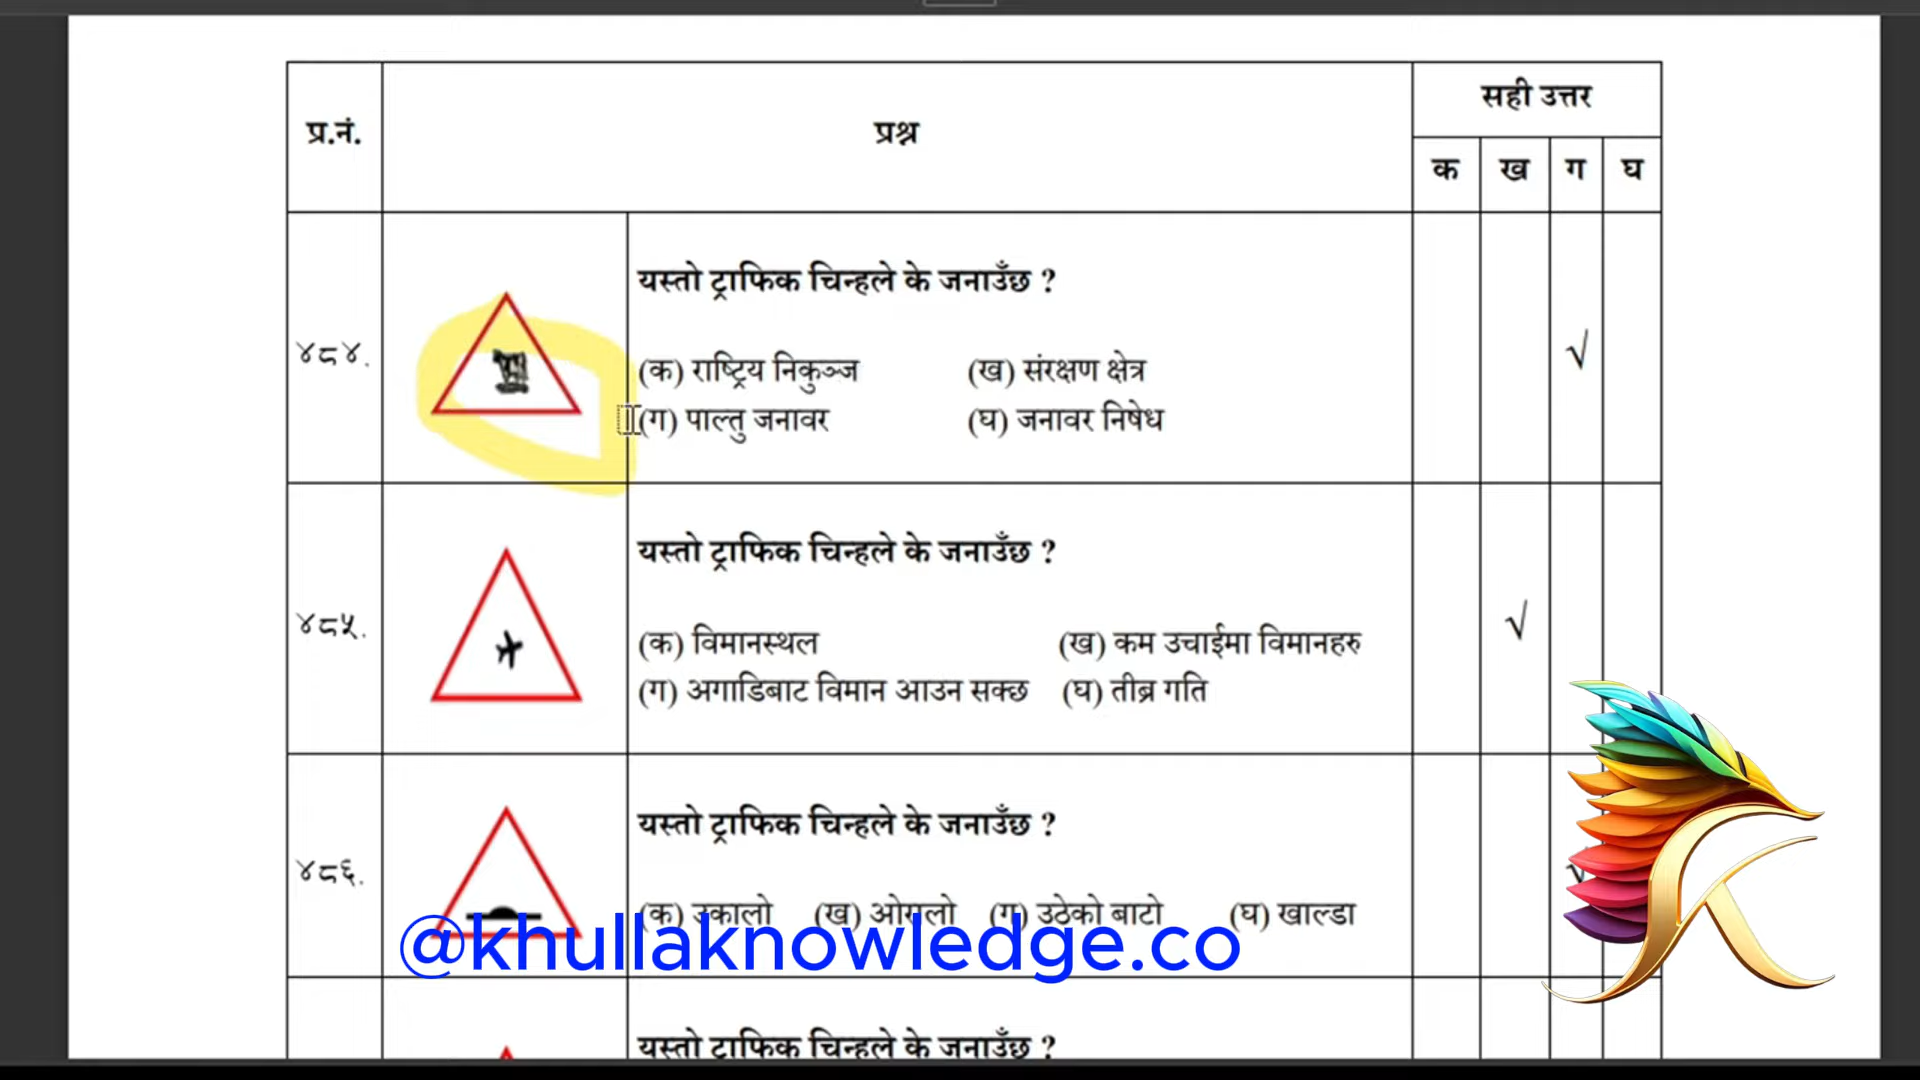 प्र.नं. प्रश्न सही उत्तर
क ख ग घ
४८४. यस्तो ट्राफिक चिन्हले के जनाउँछ ?
(क) राष्ट्रिय निकुञ्ज (ख) संरक्षण क्षेत्र √
(ग) पाल्तु जनावर (घ) जनावर निषेध
४८५. यस्तो ट्राफिक चिन्हले के जनाउँछ ?
(क) विमानस्थल (ख) कम उचाईमा विमानहरु √
(ग) अगाडिबाट विमान आउन सक्छ (घ) तीब्र गति
४८६. यस्तो ट्राफिक चिन्हले के जनाउँछ ?
(क) उकालो (ख) ओरालो (ग) उठेको बाटो (घ) खाल्डा √
@khullaknowledge.co
यस्तो ट्राफिक चिन्हले के जनाउँछ ?